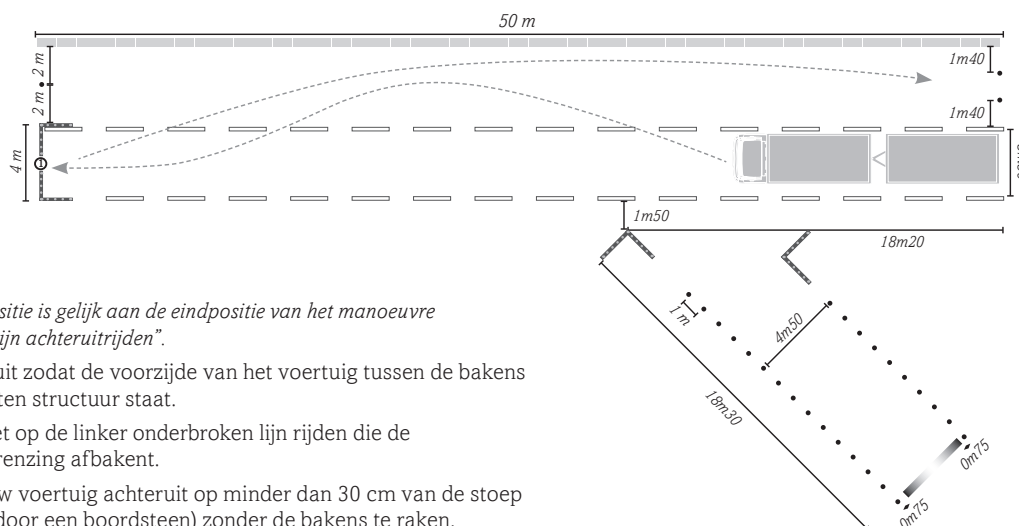 50 m
2 m
1m40
2 m
1m40
4 m
1m50
18m20
sitie is gelijk aan de eindpositie van het manoeuvre
ijn achteruitrijden”.
1 m
4m50
uit zodat de voorzijde van het voertuig tussen de bakens
ten structuur staat.
18m30
et op de linker onderbroken lijn rijden die de
renzing afbakent.
0m75
w voertuig achteruit op minder dan 30 cm van de stoep
door een boordsteen) zonder de bakens te raken.
0m75